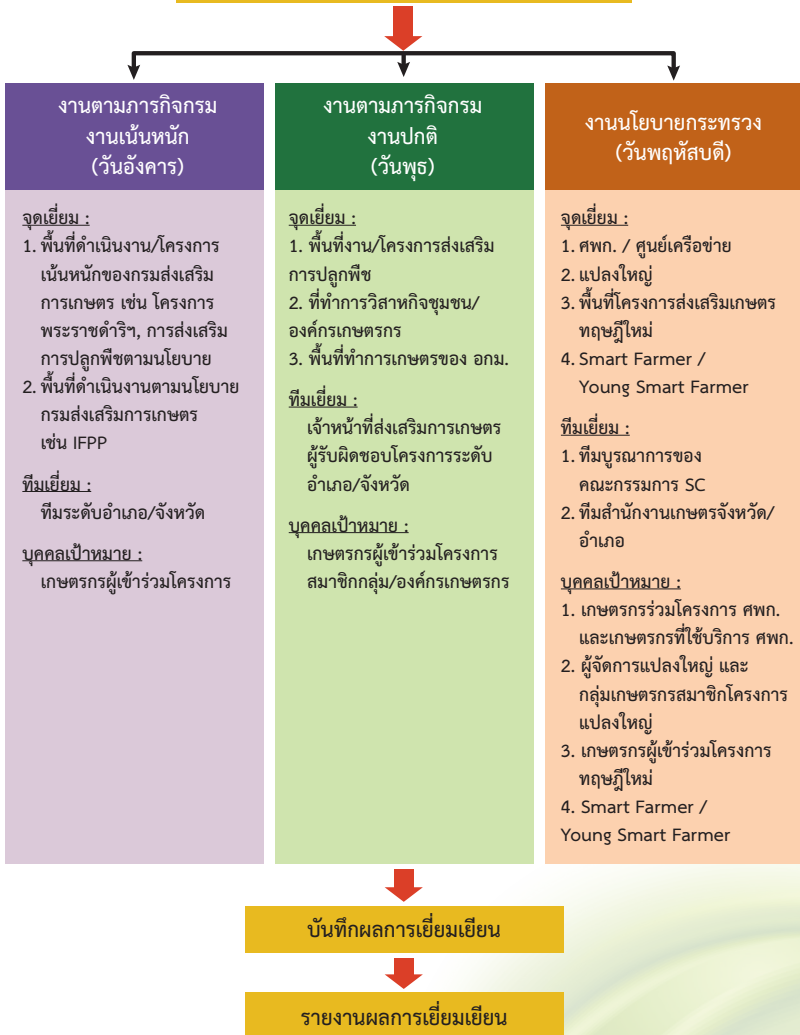 งานตามภารกิจกรม
งานเน้นหนัก
(วันอังคาร)
จุดเยี่ยม :
1. พื้นที่ดำเนินงาน/โครงการ
เน้นหนักของกรมส่งเสริม
การเกษตร เช่น โครงการ
พระราชดำริฯ, การส่งเสริม
การปลูกพืชตามนโยบาย
2. พื้นที่ดำเนินงานตามนโยบาย
กรมส่งเสริมการเกษตร
เช่น IFPP
ทีมเยี่ยม :
ทีมระดับอำเภอ/จังหวัด
บุคคลเป้าหมาย :
เกษตรกรผู้เข้าร่วมโครงการ
งานตามภารกิจกรม
งานปกติ
(วันพุธ)
จุดเยี่ยม :
1. พื้นที่งาน/โครงการส่งเสริม
การปลูกพืช
2. ที่ทำการวิสาหกิจชุมชน/
องค์กรเกษตรกร
3. พื้นที่ทำการเกษตรของ อกม.
ทีมเยี่ยม :
เจ้าหน้าที่ส่งเสริมการเกษตร
ผู้รับผิดชอบโครงการระดับ
อำเภอ/จังหวัด
บุคคลเป้าหมาย :
เกษตรกรผู้เข้าร่วมโครงการ
สมาชิกกลุ่ม/องค์กรเกษตรกร
งานนโยบายกระทรวง
(วันพฤหัสบดี)
จุดเยี่ยม :
1. ศพก. / ศูนย์เครือข่าย
2. แปลงใหญ่
3. พื้นที่โครงการส่งเสริมเกษตร
ทฤษฎีใหม่
4. Smart Farmer /
Young Smart Farmer
ทีมเยี่ยม :
1. ทีมบูรณาการของ
คณะกรรมการ SC
2. ทีมสำนักงานเกษตรจังหวัด/
อำเภอ
บุคคลเป้าหมาย :
1. เกษตรกรร่วมโครงการ ศพก.
และเกษตรกรที่ใช้บริการ ศพก.
2. ผู้จัดการแปลงใหญ่ และ
กลุ่มเกษตรกรสมาชิกโครงการ
แปลงใหญ่
3. เกษตรกรผู้เข้าร่วมโครงการ
ทฤษฎีใหม่
4. Smart Farmer /
Young Smart Farmer
บันทึกผลการเยี่ยมเยียน
รายงานผลการเยี่ยมเยียน